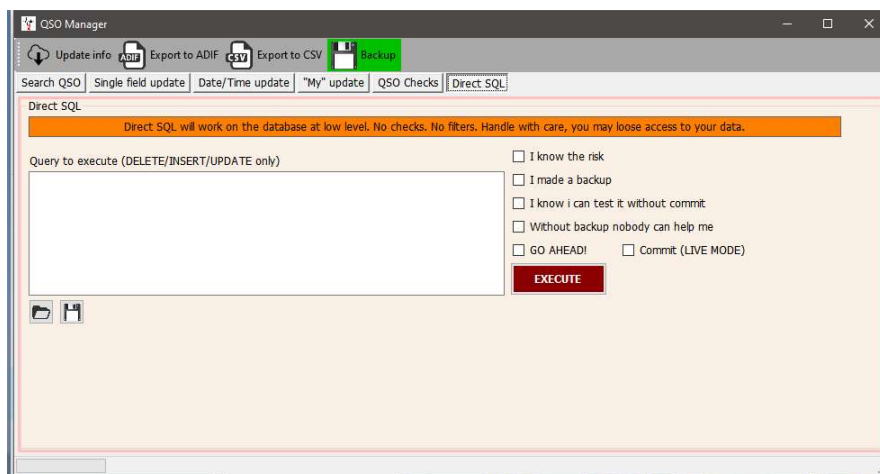 QSO Manager
Update info ADIF Export to ADIF CSV Export to CSV Backup
Search QSO Single field update Date/Time update "My" update QSO Checks Direct SQL
Direct SQL
Direct SQL will work on the database at low level. No checks. No filters. Handle with care, you may loose access to your data.
Query to execute (DELETE/INSERT/UPDATE only)
I know the risk
I made a backup
I know i can test it without commit
Without backup nobody can help me
GO AHEAD! Commit (LIVE MODE)
EXECUTE